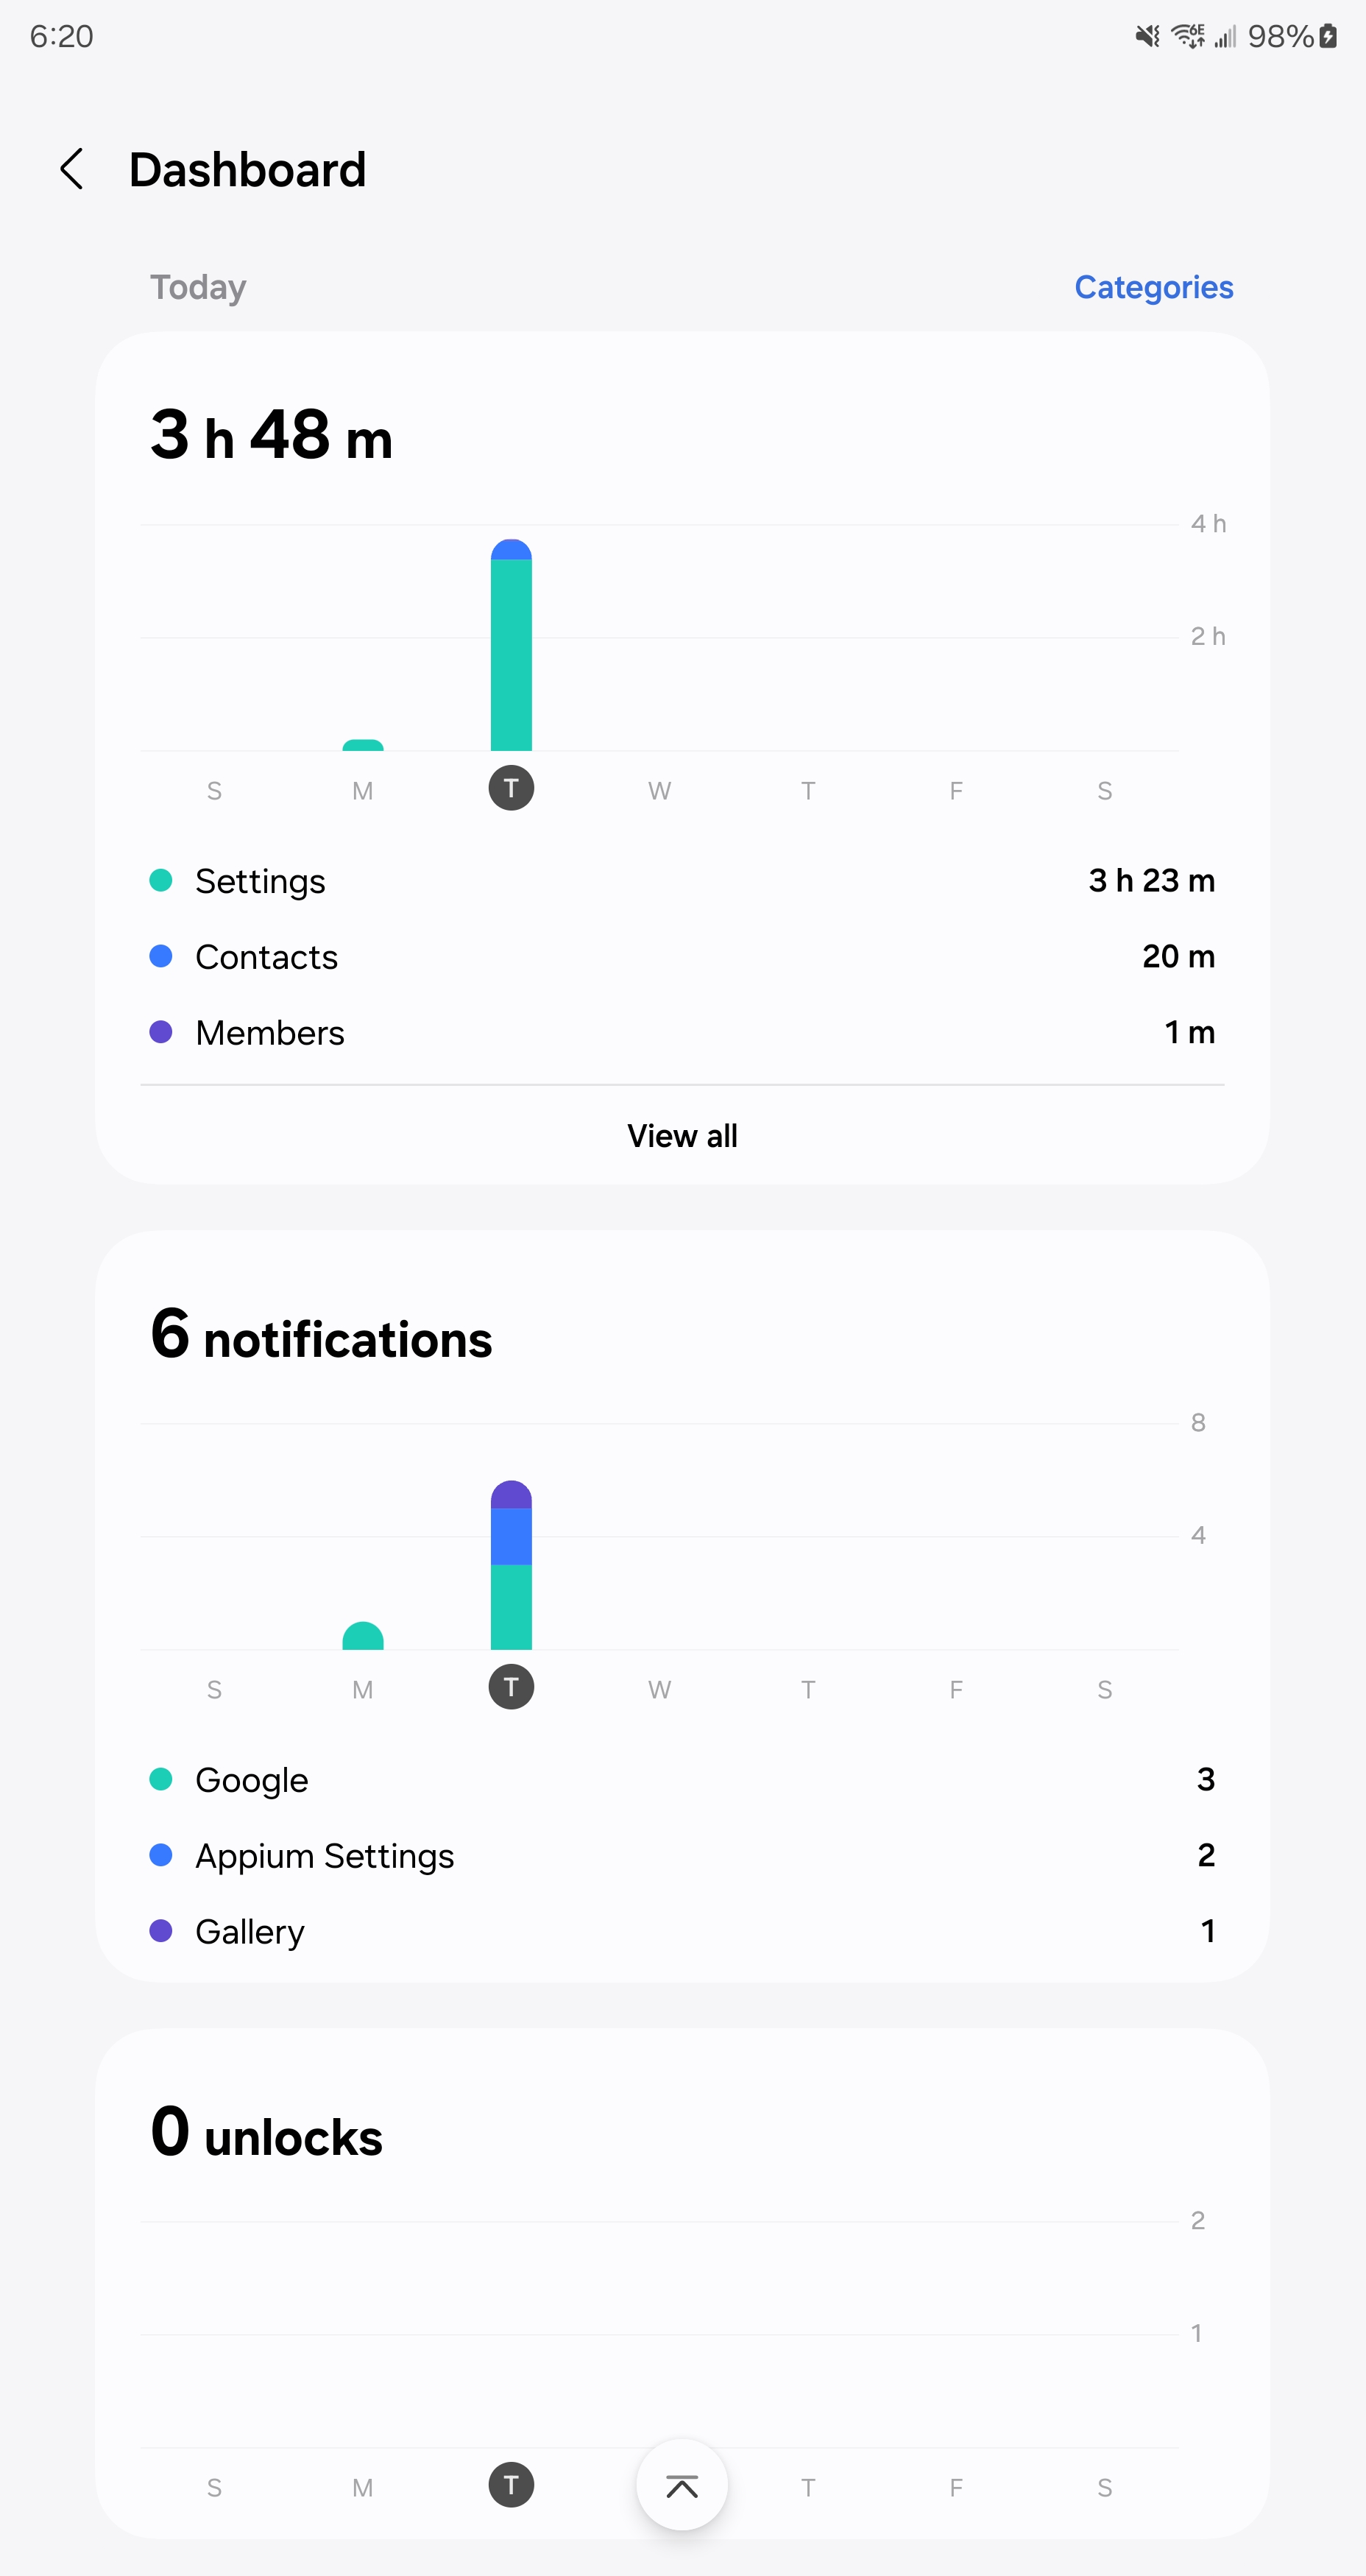 6:20
6E
98%
Dashboard
Today
Categories
3 h 48 m
4 h
2 h
S M T W T F S
Settings
3 h 23 m
Contacts
20 m
Members
1 m
View all
6 notifications
8
4
S M T W T F S
Google
3
Appium Settings
2
Gallery
1
0 unlocks
2
1
S M T T F S